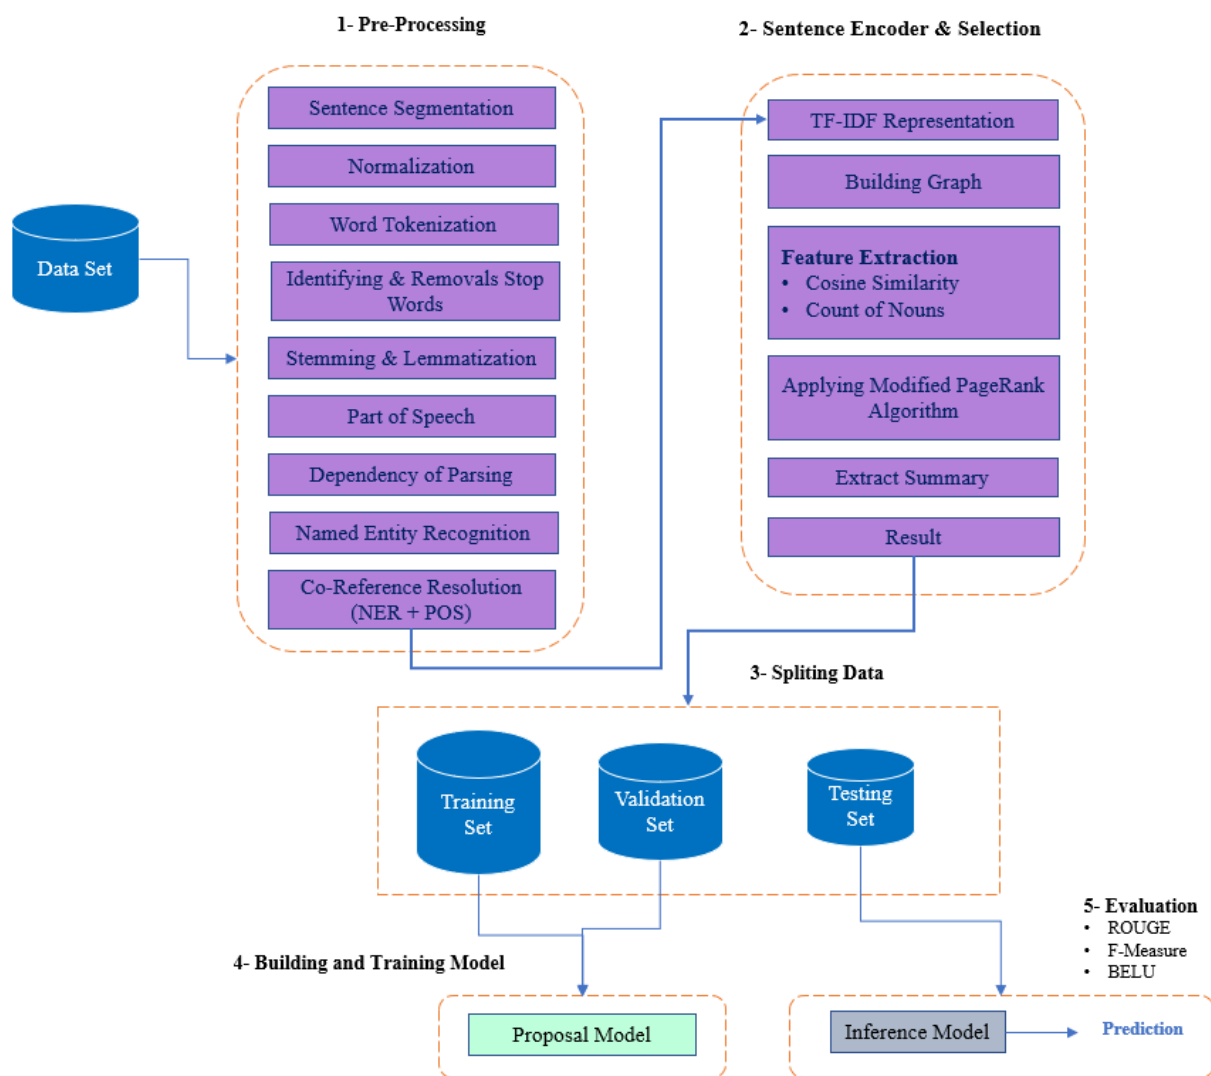 1- Pre-Processing
Data Set
Sentence Segmentation
Normalization
Word Tokenization
Identifying & Removals Stop
Words
Stemming & Lemmatization
Part of Speech
Dependency of Parsing
Named Entity Recognition
Co-Reference Resolution
(NER + POS)
2- Sentence Encoder & Selection
TF-IDF Representation
Building Graph
Feature Extraction
• Cosine Similarity
• Count of Nouns
Applying Modified PageRank
Algorithm
Extract Summary
Result
3- Spliting Data
Training
Set
Validation
Set
Testing
Set
4- Building and Training Model
Proposal Model
5- Evaluation
• ROUGE
• F-Measure
• BELU
Inference Model
Prediction